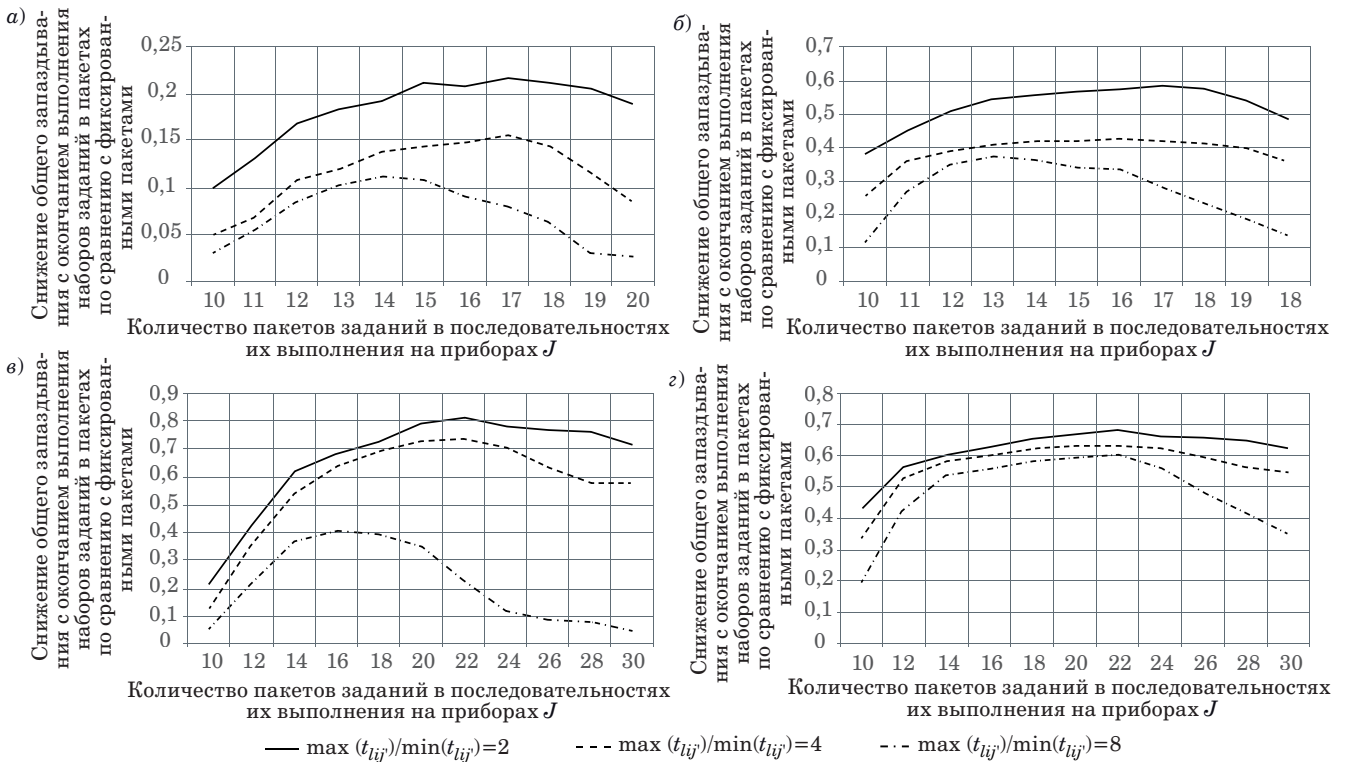 а)
Снижение общего запаздыва-
ния с окончанием выполнения
наборов заданий в пакетах
по сравнению с фиксирован-
ными пакетами
0,25
0,2
0,15
0,1
0,05
0
10 11 12 13 14 15 16 17 18 19 20
Количество пакетов заданий в последовательностях
их выполнения на приборах J
б)
Снижение общего запаздыва-
ния с окончанием выполнения
наборов заданий в пакетах
по сравнению с фиксирован-
ными пакетами
0,7
0,6
0,5
0,4
0,3
0,2
0,1
0
10 11 12 13 14 15 16 17 18 19 18
Количество пакетов заданий в последовательностях
их выполнения на приборах J
в)
Снижение общего запаздыва-
ния с окончанием выполнения
наборов заданий в пакетах
по сравнению с фиксирован-
ными пакетами
0,9
0,8
0,7
0,6
0,5
0,4
0,3
0,2
0,1
0
10 12 14 16 18 20 22 24 26 28 30
Количество пакетов заданий в последовательностях
их выполнения на приборах J
г)
Снижение общего запаздыва-
ния с окончанием выполнения
наборов заданий в пакетах
по сравнению с фиксирован-
ными пакетами
0,8
0,7
0,6
0,5
0,4
0,3
0,2
0,1
0
10 12 14 16 18 20 22 24 26 28 30
Количество пакетов заданий в последовательностях
их выполнения на приборах J
max (tlij')/min(tlij')=2
max (tlij')/min(tlij')=4
max (tlij')/min(tlij')=8